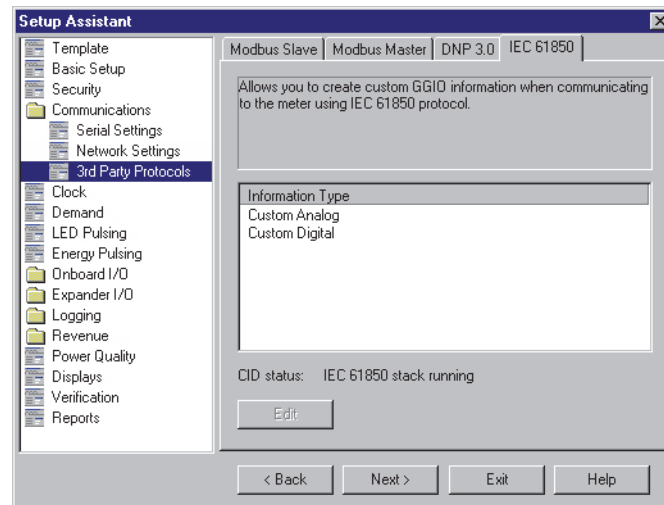 Setup Assistant
Template
Basic Setup
Security
Communications
Serial Settings
Network Settings
3rd Party Protocols
Clock
Demand
LED Pulsing
Energy Pulsing
Onboard I/O
Expander I/O
Logging
Revenue
Power Quality
Displays
Verification
Reports
Modbus Slave Modbus Master DNP 3.0 IEC 61850
Allows you to create custom GGIO information when communicating
to the meter using IEC 61850 protocol.
Information Type
Custom Analog
Custom Digital
CID status: IEC 61850 stack running
Edit
< Back Next > Exit Help